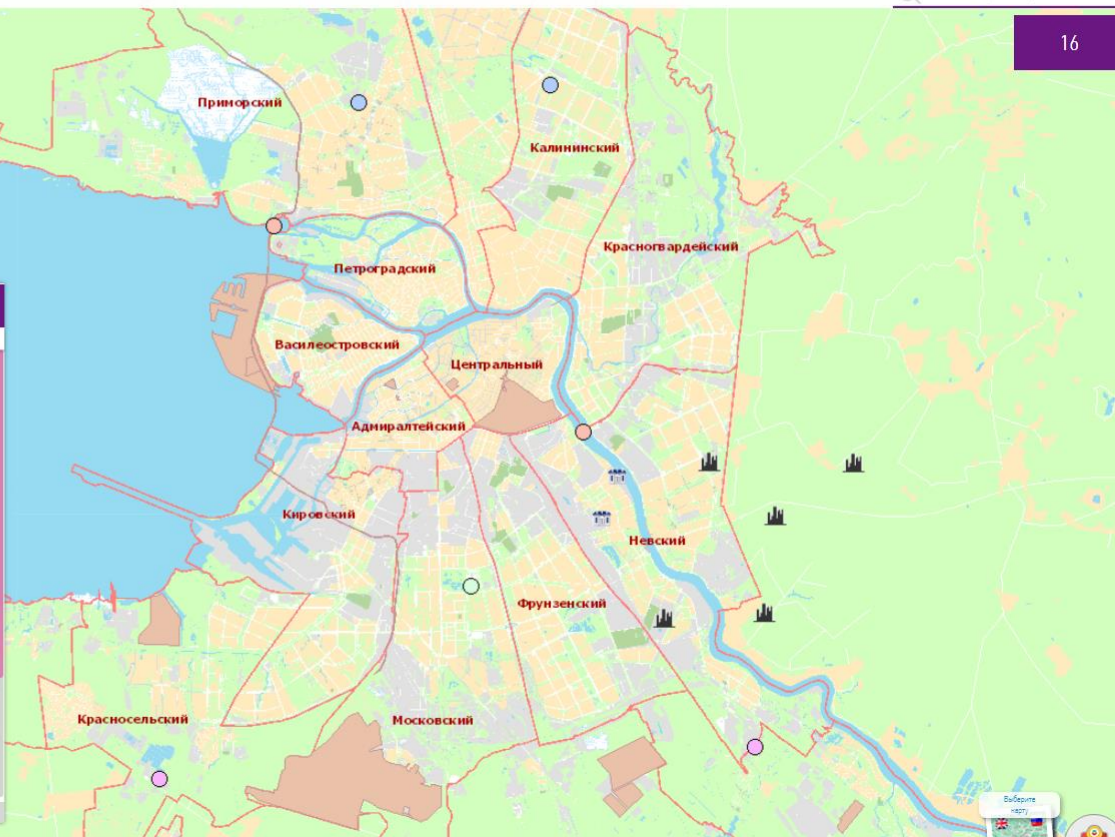 16
Приморский
Калининский
Красногвардейский
Петроградский
Василеостровский
Центральный
Адмиралтейский
Кировский
Невский
Фрунзенский
Красносельский
Московский
Выберите
карту